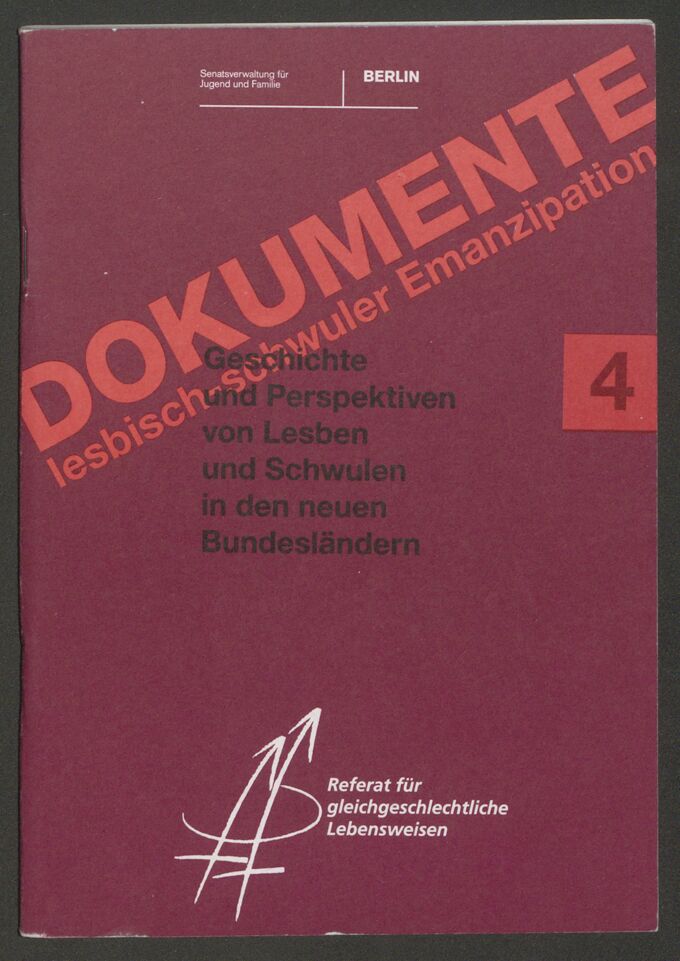 Senatsverwaltung für
Jugend und Familie
BERLIN
DOKUMENTE
lesbisch-schwuler Emanzipation
4
Geschichte
und Perspektiven
von Lesben
und Schwulen
in den neuen
Bundesländern
Referat für
gleichgeschlechtliche
Lebensweisen